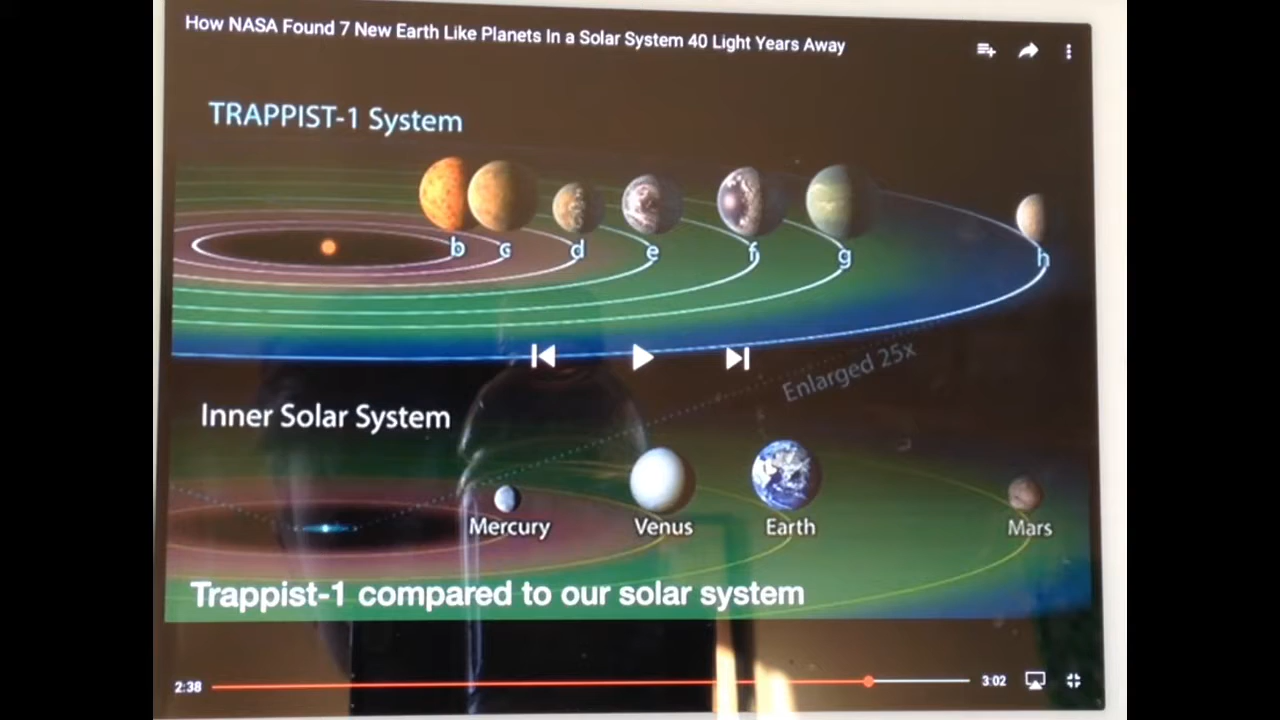 How NASA Found 7 New Earth Like Planets In a Solar System 40 Light Years Away
TRAPPIST-1 System
b c d e f g h
Enlarged 25x
Inner Solar System
Mercury Venus Earth Mars
Trappist-1 compared to our solar system
2:38 3:02